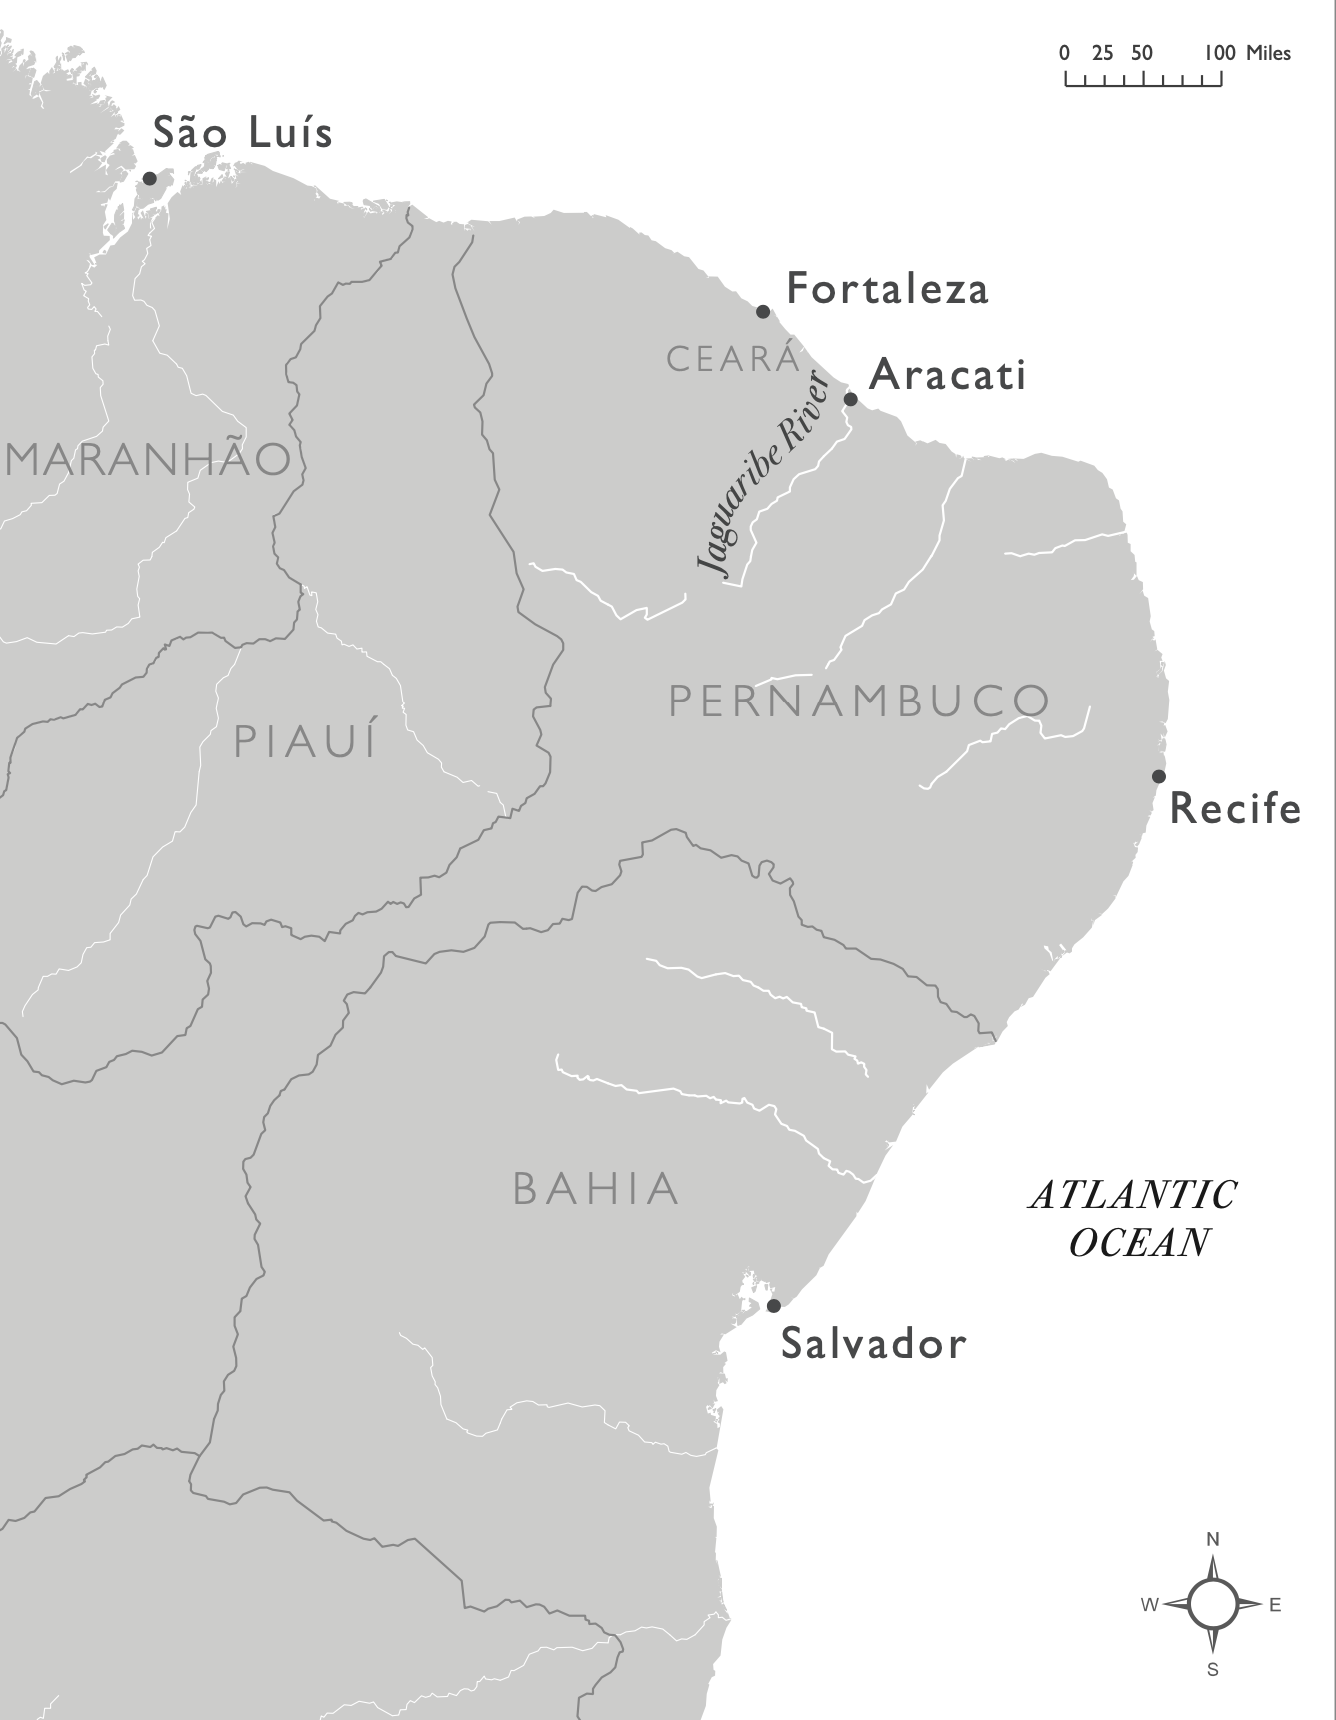 0 25 50 100 Miles
São Luís
Fortaleza
CEARÁ
Aracati
Jaguaribe River
MARANHÃO
PERNAMBUCO
PIAUÍ
Recife
BAHIA
ATLANTIC
OCEAN
Salvador
N
W E
S